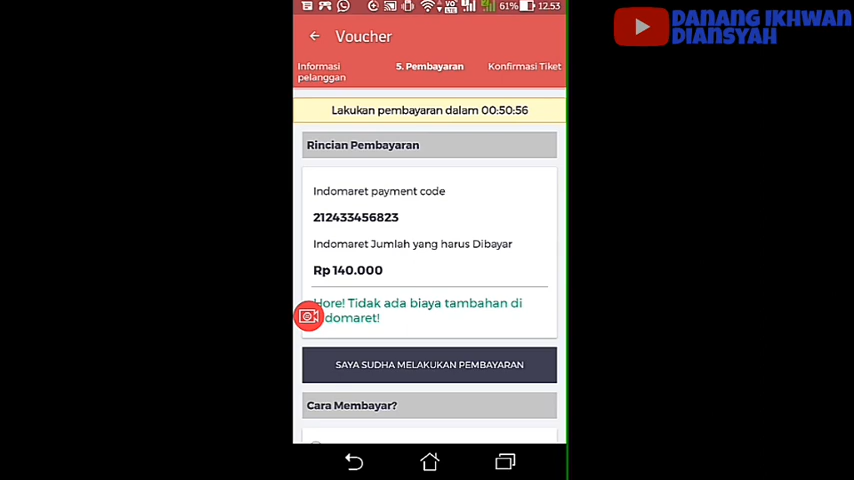 61% 12.53
DANANG IKHWAN
DIANSYAH
Voucher
Informasi
pelanggan
5. Pembayaran
Konfirmasi Tiket
Lakukan pembayaran dalam 00:50:56
Rincian Pembayaran
Indomaret payment code
212433456823
Indomaret Jumlah yang harus Dibayar
Rp 140.000
Hore! Tidak ada biaya tambahan di
domaret!
SAYA SUDHA MELAKUKAN PEMBAYARAN
Cara Membayar?